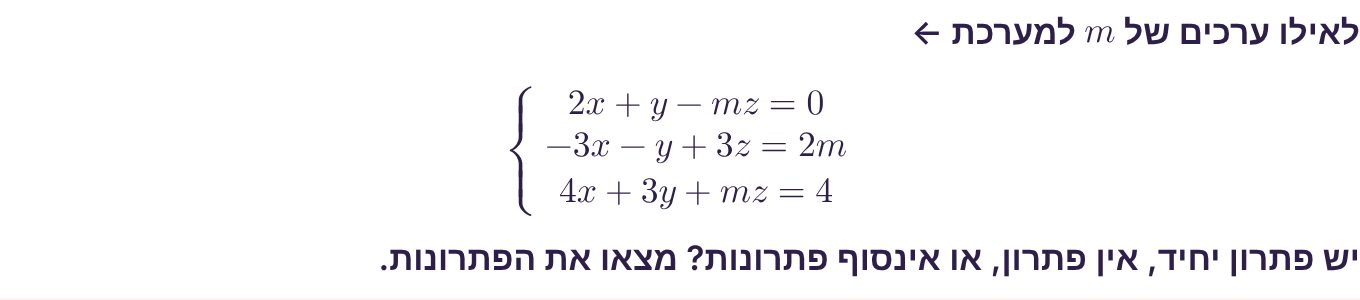 לאילו ערכים של m למערכת ←
2x + y − mz = 0
−3x − y + 3z = 2m
4x + 3y + mz = 4
יש פתרון יחיד, אין פתרון, או אינסוף פתרונות? מצאו את הפתרונות.